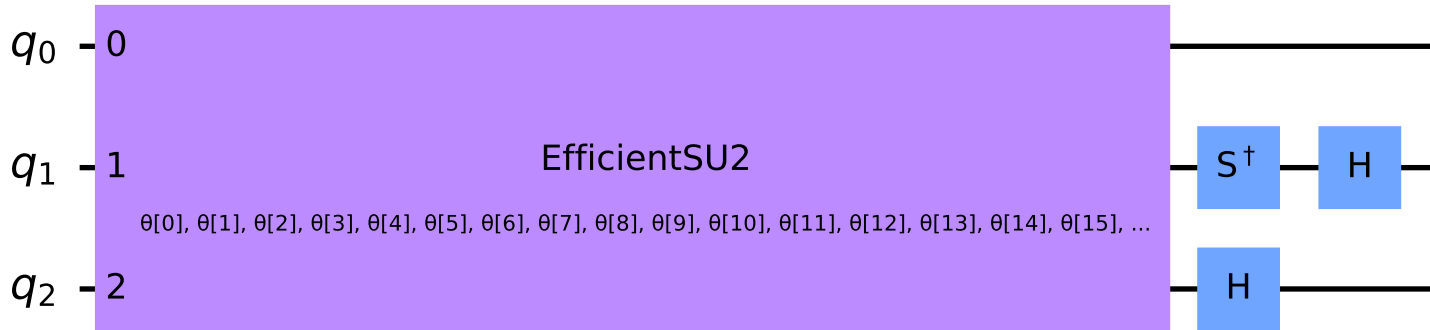 q0 0
EfficientSU2
q1 1 S† H
θ[0], θ[1], θ[2], θ[3], θ[4], θ[5], θ[6], θ[7], θ[8], θ[9], θ[10], θ[11], θ[12], θ[13], θ[14], θ[15], ...
q2 2 H